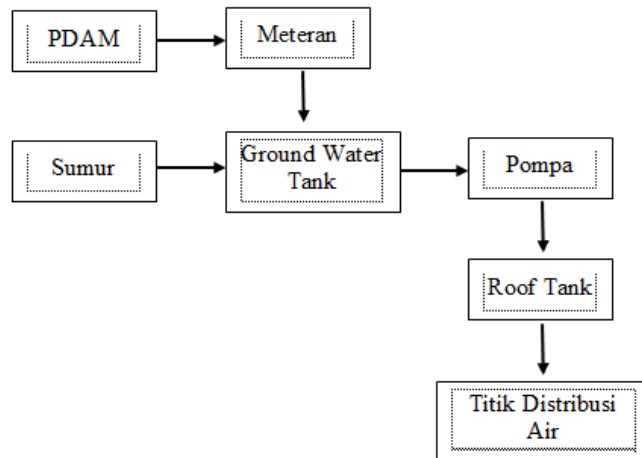 PDAM
Meteran
Sumur
Ground Water
Tank
Pompa
Roof Tank
Titik Distribusi
Air